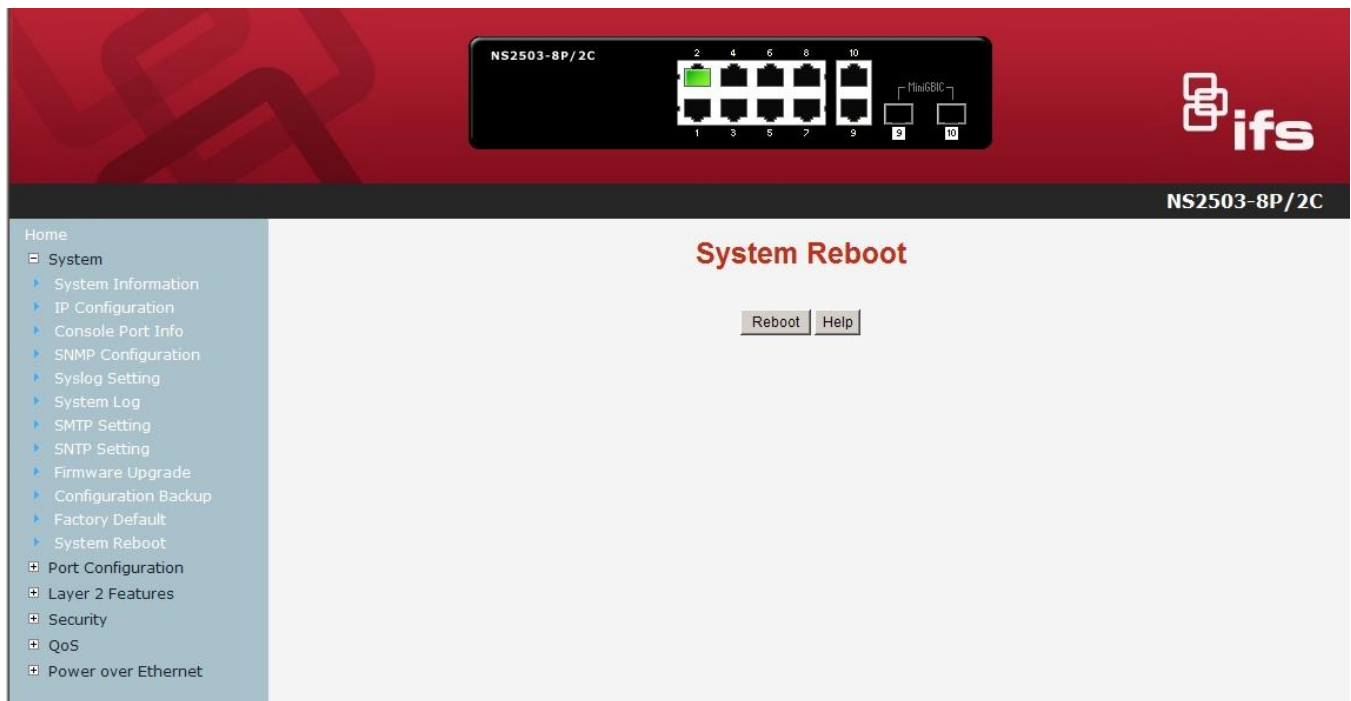 NS2503-8P/2C
2 4 6 8 10
MiniGBIC
1 3 5 7 9 9 10
ifs
NS2503-8P/2C
Home
System
System Information
IP Configuration
Console Port Info
SNMP Configuration
Syslog Setting
System Log
SMTP Setting
SNTP Setting
Firmware Upgrade
Configuration Backup
Factory Default
System Reboot
Port Configuration
Layer 2 Features
Security
QoS
Power over Ethernet
System Reboot
Reboot Help